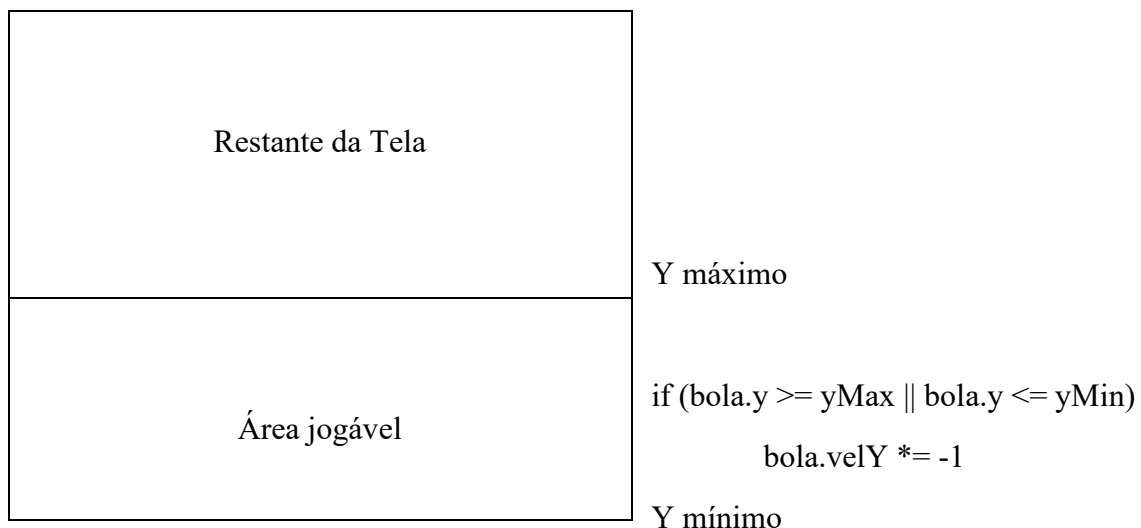 Restante da Tela
Y máximo
if (bola.y >= yMax || bola.y <= yMin)
Área jogável
bola.velY *= -1
Y mínimo